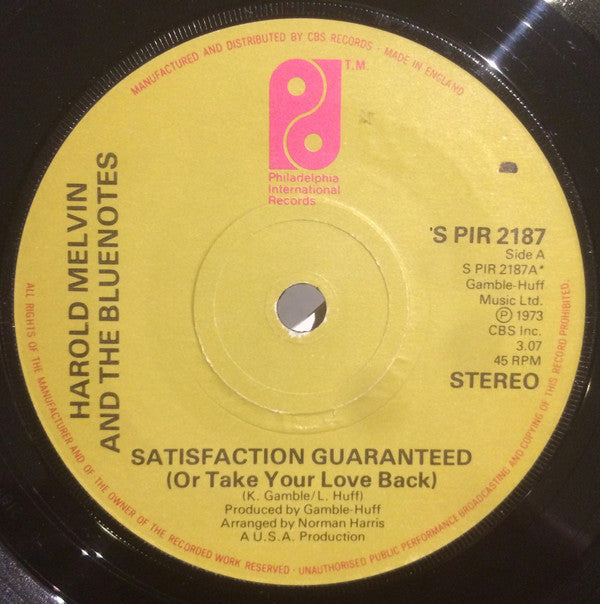 MANUFACTURED AND DISTRIBUTED BY CBS RECORDS · MADE IN ENGLAND
T.M.
Philadelphia
International
Records
HAROLD MELVIN
AND THE BLUENOTES
'S PIR 2187
Side A
S PIR 2187A*
Gamble-Huff
Music Ltd.
Ⓟ 1973
CBS Inc.
3.07
45 RPM
STEREO
SATISFACTION GUARANTEED
(Or Take Your Love Back)
(K. Gamble/L. Huff)
Produced by Gamble-Huff
Arranged by Norman Harris
A U.S.A. Production
ALL RIGHTS OF THE MANUFACTURER AND OF THE OWNER OF THE RECORDED WORK RESERVED · UNAUTHORISED PUBLIC PERFORMANCE BROADCASTING AND COPYING OF THIS RECORD PROHIBITED.